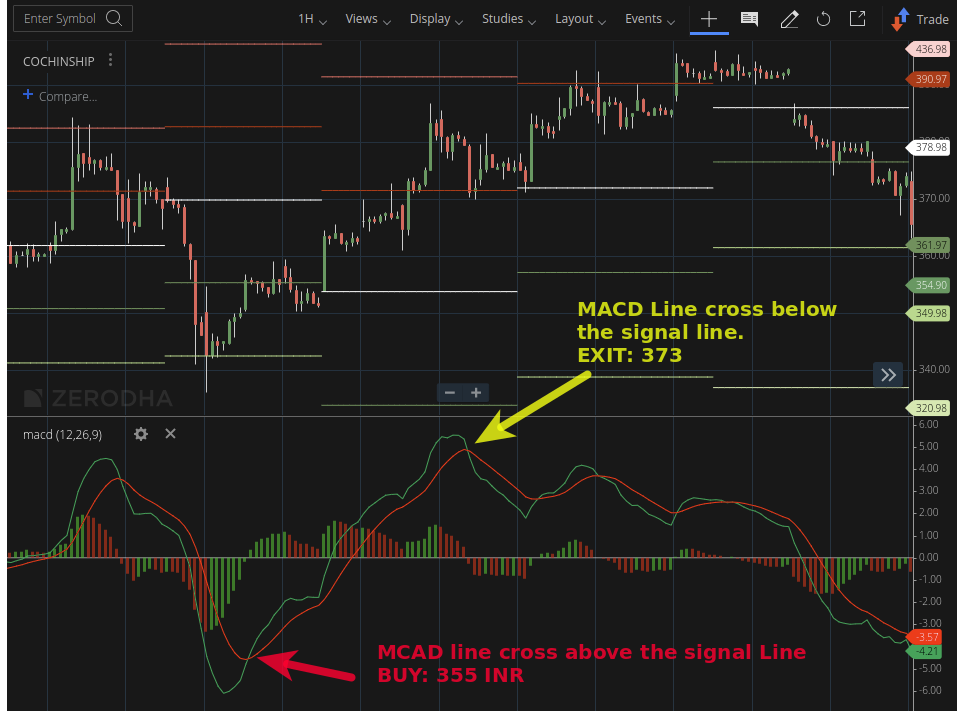 Enter Symbol 1H Views Display Studies Layout Events Trade
COCHINSHIP
Compare...
436.98
390.97
378.98
370.00
361.97
360.00
354.90
349.98
MACD Line cross below
the signal line.
EXIT: 373
340.00
ZERODHA
320.98
macd (12,26,9)
6.00
5.00
4.00
3.00
2.00
1.00
0.00
-1.00
-2.00
-3.00
-3.57
-4.21
-5.00
-6.00
MCAD line cross above the signal Line
BUY: 355 INR